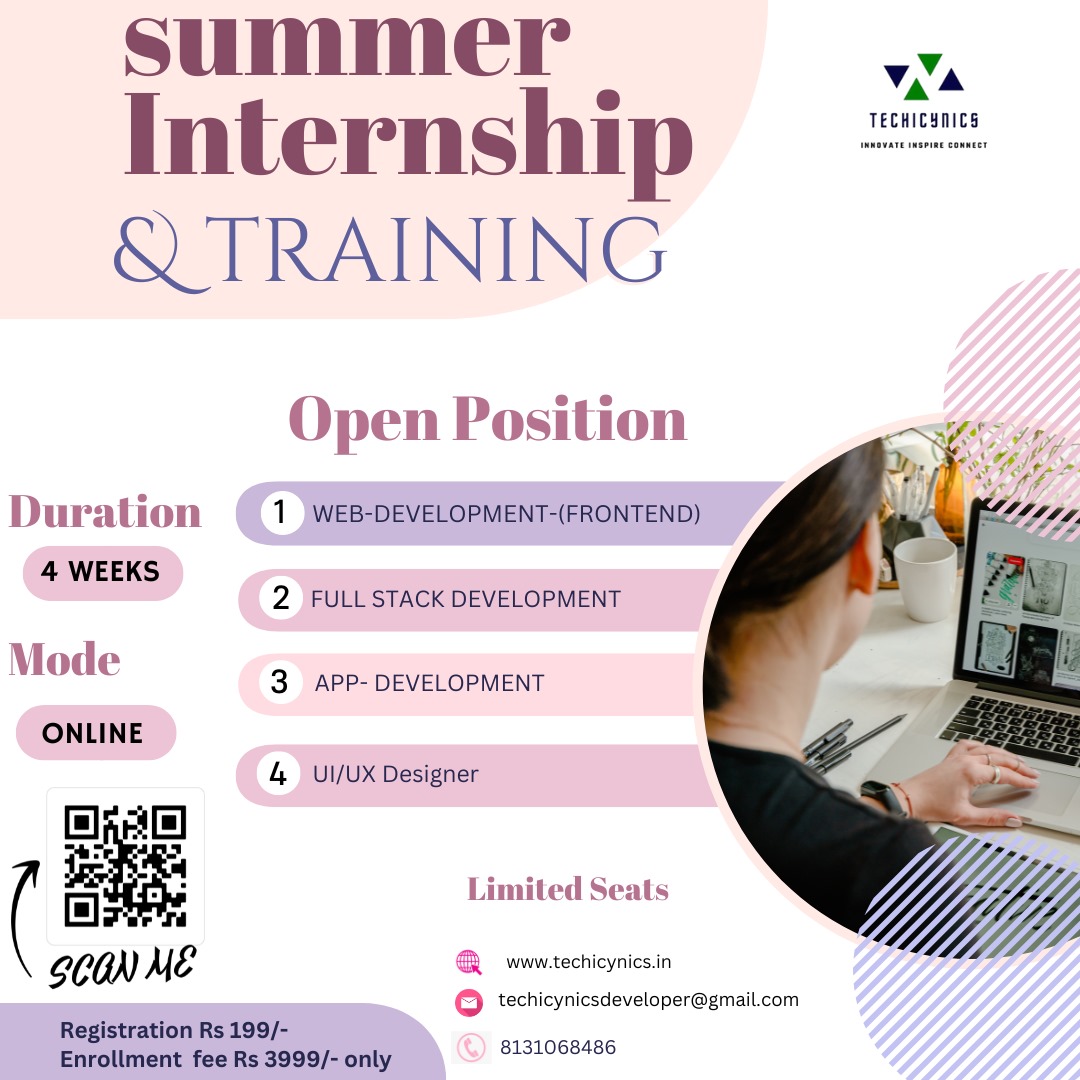 summer
Internship
& TRAINING
TECHICYNICS
INNOVATE INSPIRE CONNECT
Open Position
Duration
4 WEEKS
Mode
ONLINE
1 WEB-DEVELOPMENT-(FRONTEND)
2 FULL STACK DEVELOPMENT
3 APP- DEVELOPMENT
4 UI/UX Designer
SCAN ME
Limited Seats
www.techicynics.in
techicynicsdeveloper@gmail.com
8131068486
Registration Rs 199/-
Enrollment fee Rs 3999/- only